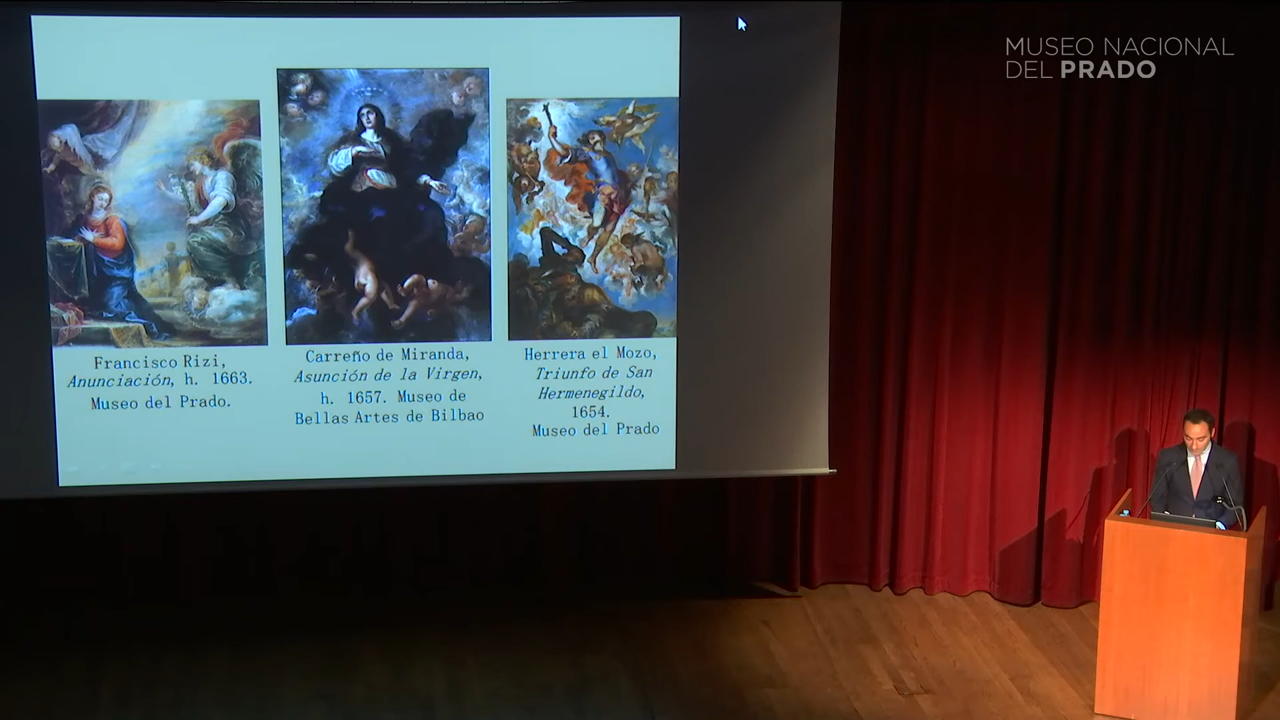 MUSEO NACIONAL
DEL PRADO
Francisco Rizi,
Anunciación, h. 1663.
Museo del Prado.
Carreño de Miranda,
Asunción de la Virgen,
h. 1657. Museo de
Bellas Artes de Bilbao
Herrera el Mozo,
Triunfo de San
Hermenegildo,
1654.
Museo del Prado